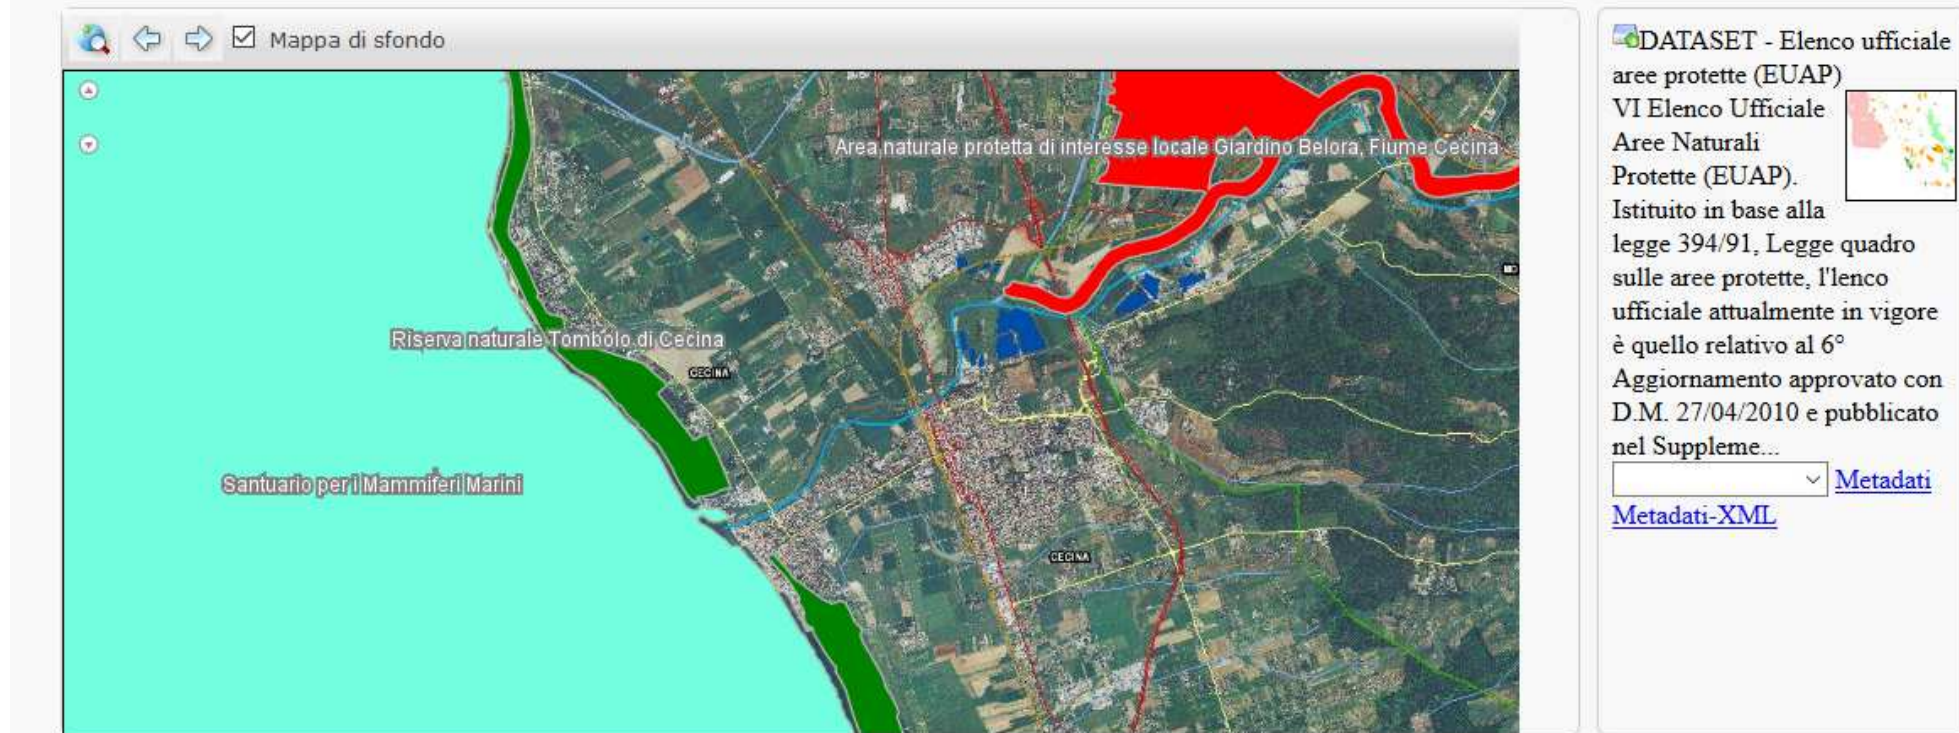 Mappa di sfondo
Area naturale protetta di interesse locale Giardino Belora, Fiume Cecina
Riserva naturale Tombolo di Cecina
CECINA
Santuario per i Mammiferi Marini
CECINA
DATASET - Elenco ufficiale
aree protette (EUAP)
VI Elenco Ufficiale
Aree Naturali
Protette (EUAP).
Istituito in base alla
legge 394/91, Legge quadro
sulle aree protette, l'lenco
ufficiale attualmente in vigore
è quello relativo al 6°
Aggiornamento approvato con
D.M. 27/04/2010 e pubblicato
nel Suppleme...
Metadati
Metadati-XML